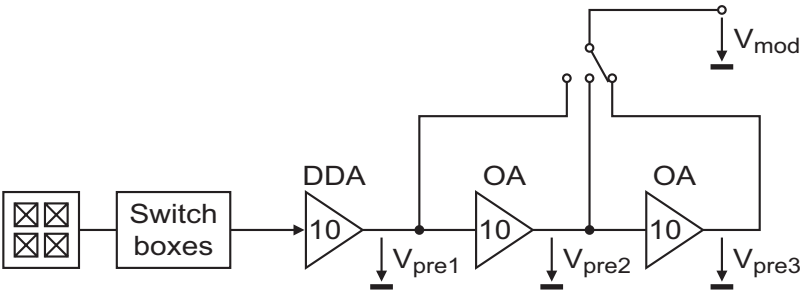 Vmod
DDA
OA
OA
Switch
boxes
10
10
10
Vpre1
Vpre2
Vpre3